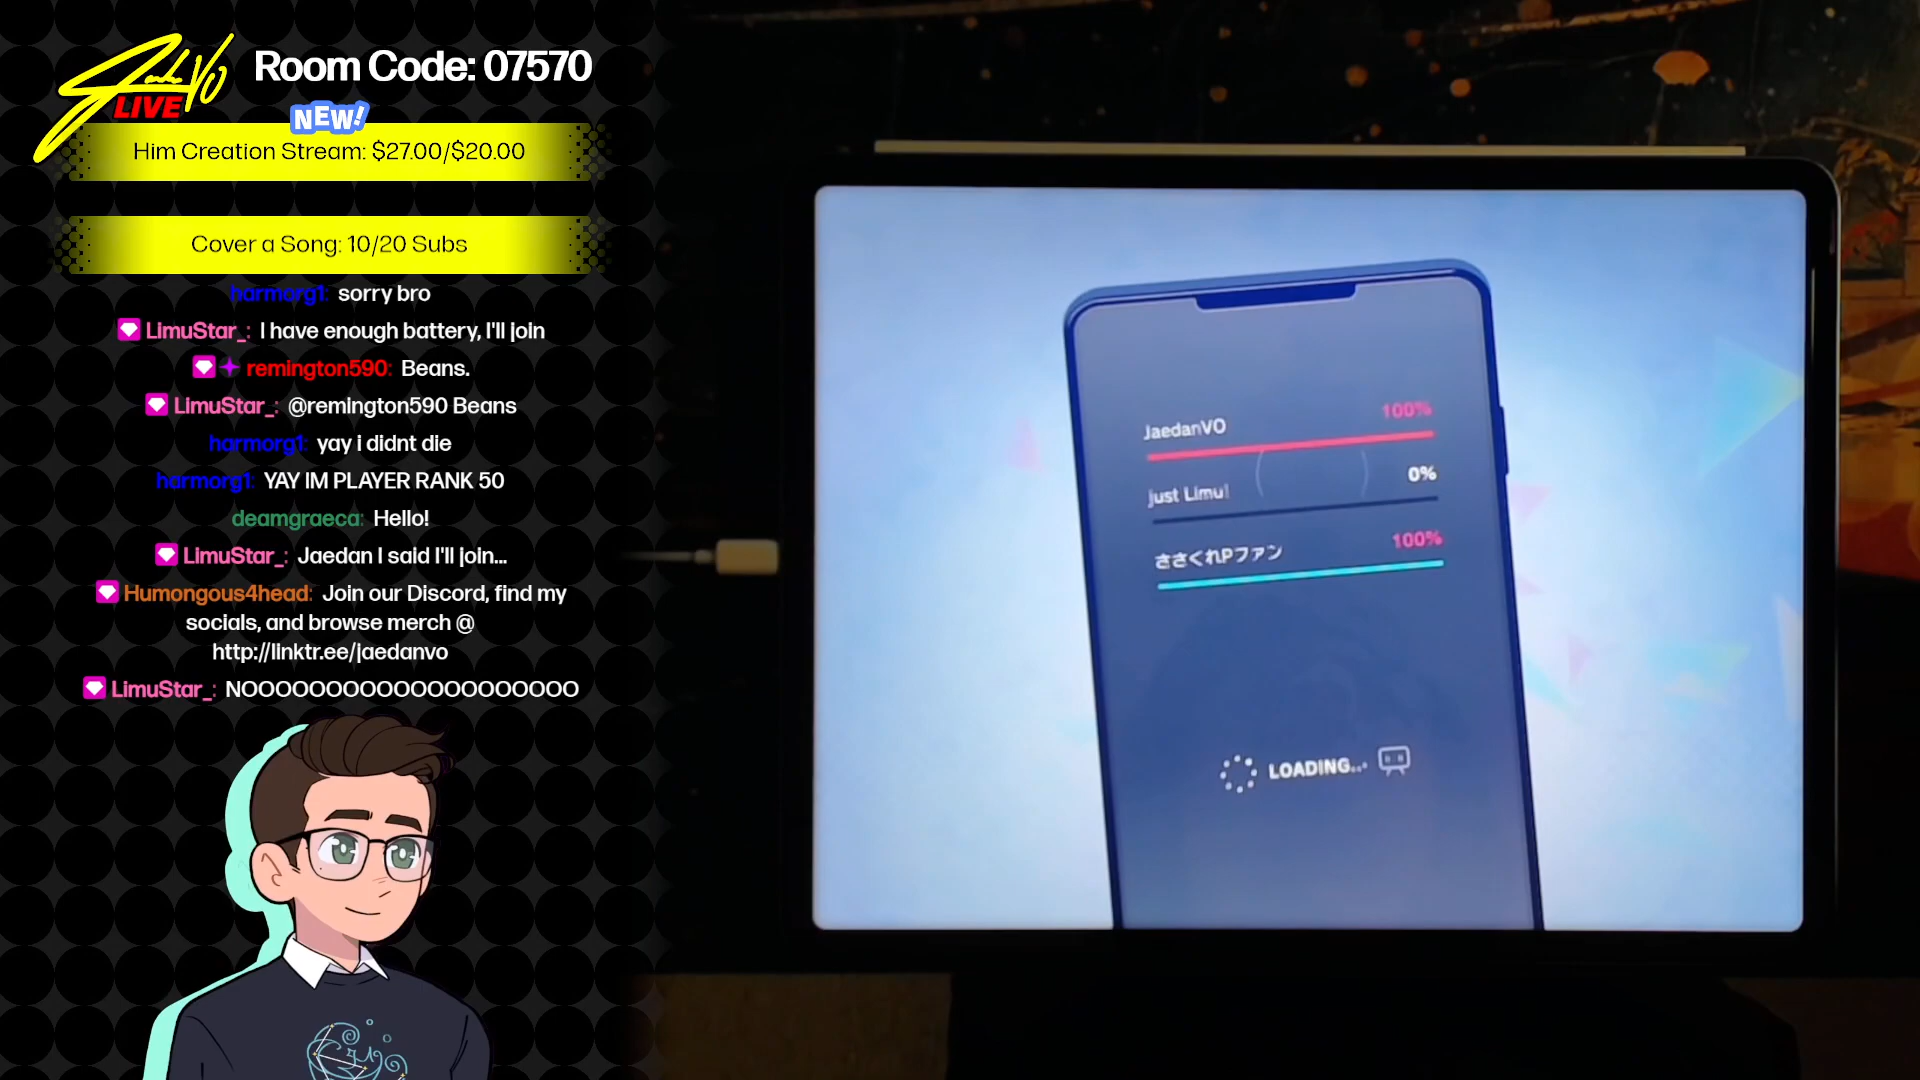 JaedanVO
LIVE
Room Code: 07570
NEW!
Him Creation Stream: $27.00/$20.00
Cover a Song: 10/20 Subs
harmorg1: sorry bro
LimuStar_: I have enough battery, I'll join
remington590: Beans.
LimuStar_: @remington590 Beans
harmorg1: yay i didnt die
harmorg1: YAY IM PLAYER RANK 50
deamgraeca: Hello!
LimuStar_: Jaedan I said I'll join...
Humongous4head: Join our Discord, find my
socials, and browse merch @
http://linktr.ee/jaedanvo
LimuStar_: NOOOOOOOOOOOOOOOOOOOOO
JaedanVO 100%
just Limu! 0%
ささくれPファン 100%
LOADING...